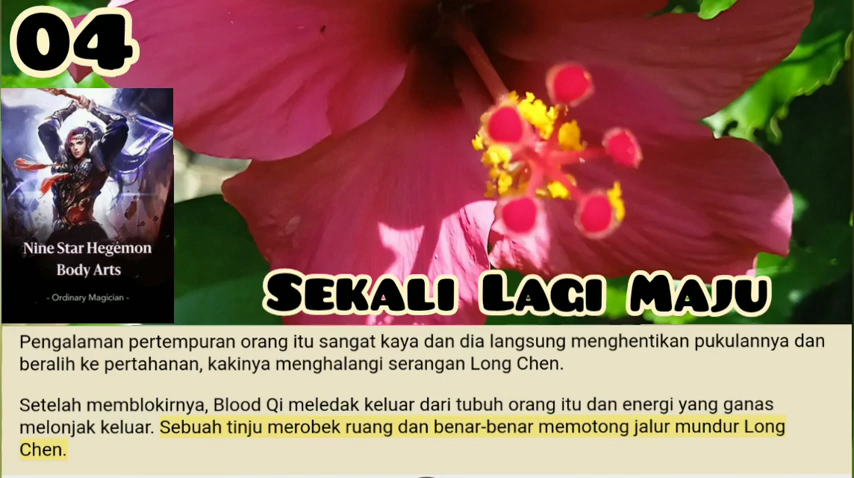 04
Nine Star Hegemon
Body Arts
- Ordinary Magician -
Sekali Lagi Maju
Pengalaman pertempuran orang itu sangat kaya dan dia langsung menghentikan pukulannya dan
beralih ke pertahanan, kakinya menghalangi serangan Long Chen.
Setelah memblokirnya, Blood Qi meledak keluar dari tubuh orang itu dan energi yang ganas
melonjak keluar. Sebuah tinju merobek ruang dan benar-benar memotong jalur mundur Long
Chen.